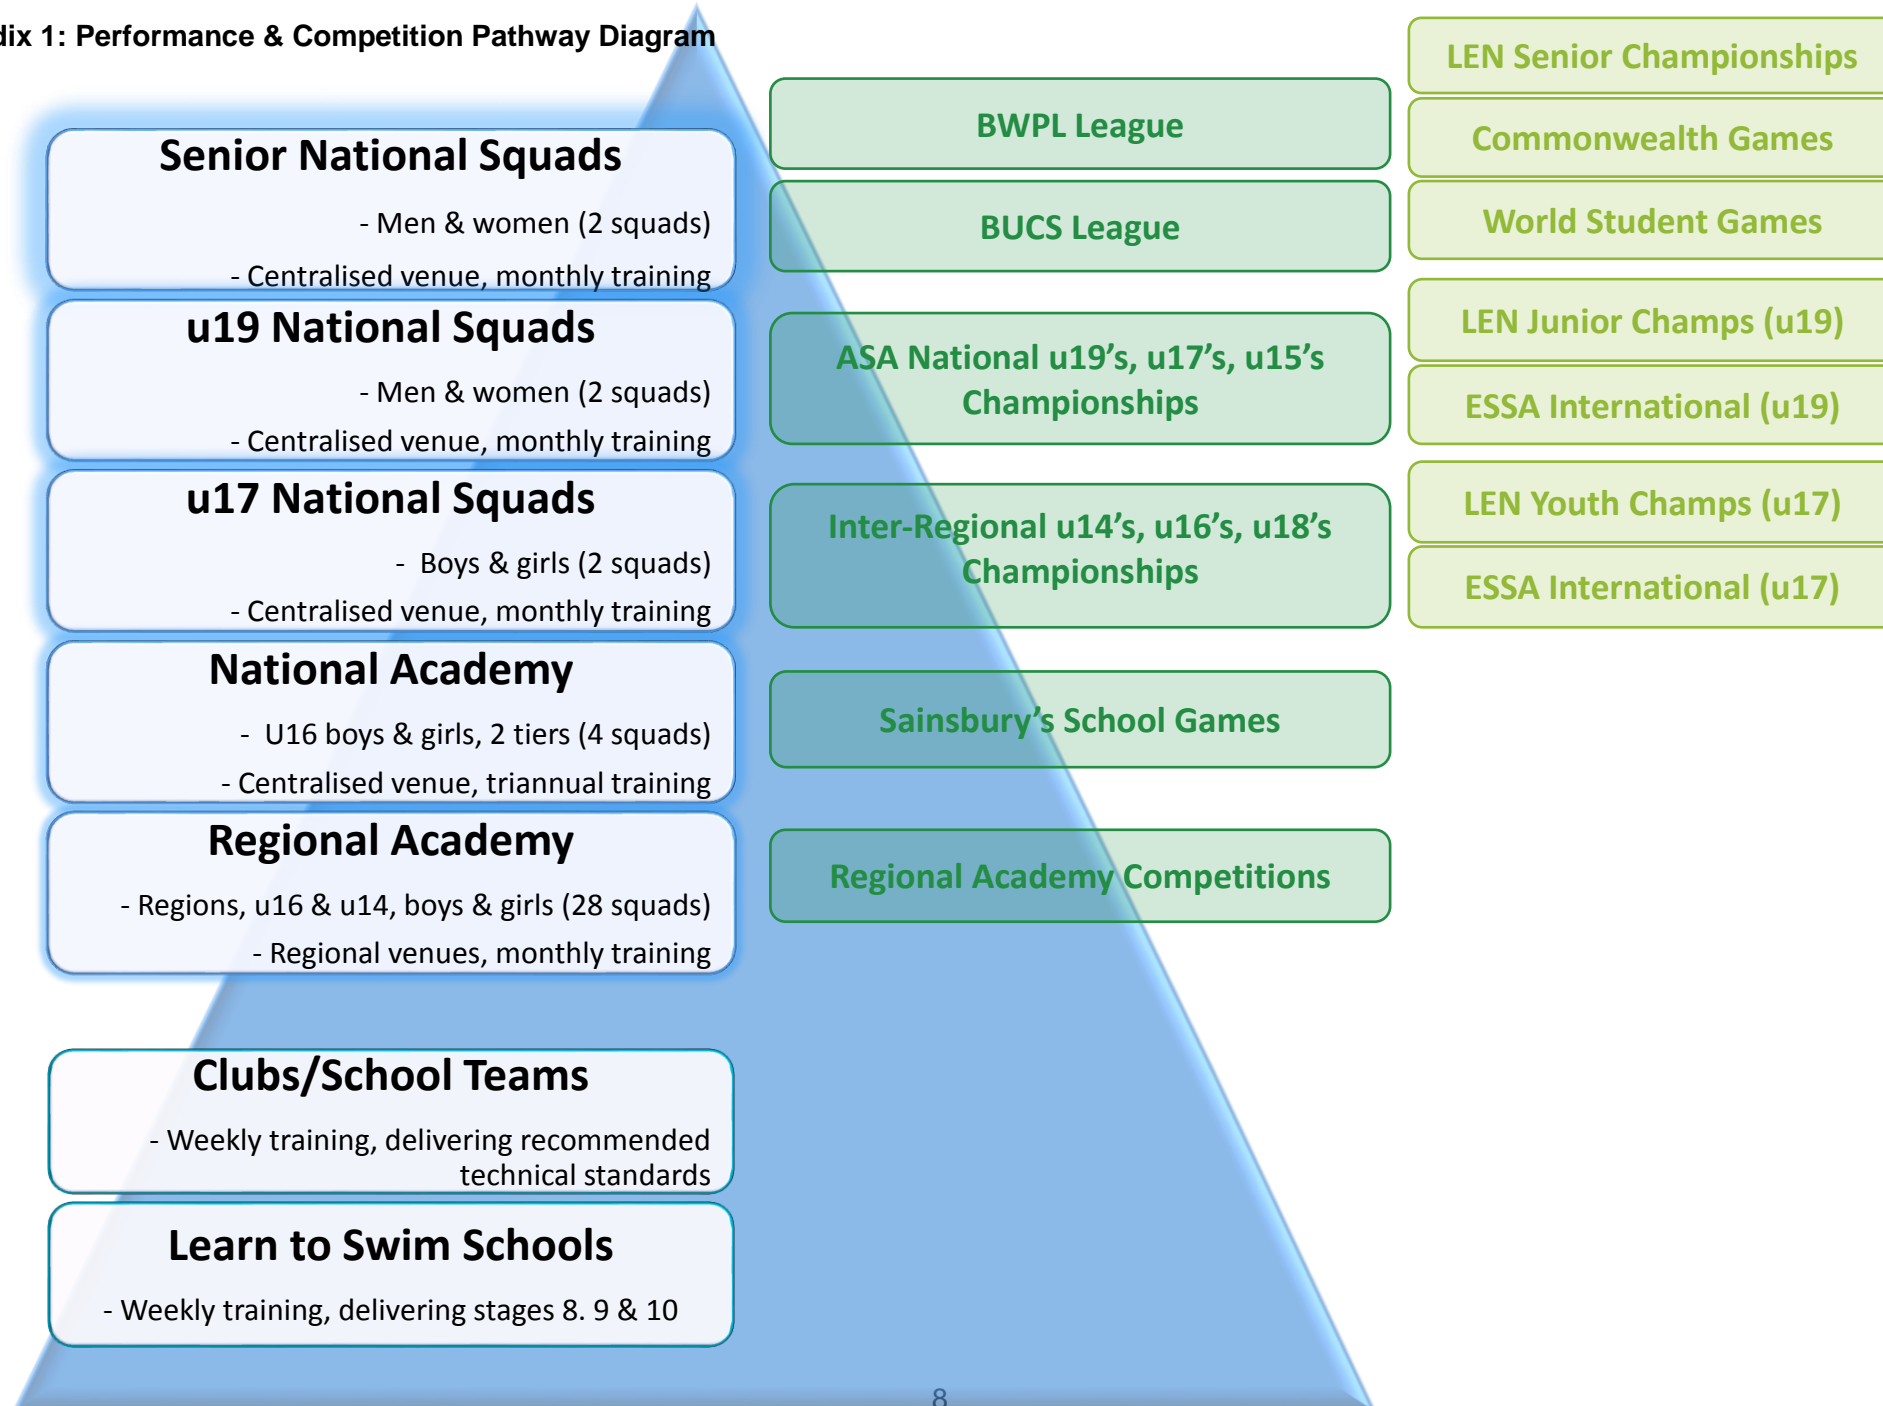 dix 1: Performance & Competition Pathway Diagram
Senior National Squads
- Men & women (2 squads)
- Centralised venue, monthly training
u19 National Squads
- Men & women (2 squads)
- Centralised venue, monthly training
u17 National Squads
- Boys & girls (2 squads)
- Centralised venue, monthly training
National Academy
- U16 boys & girls, 2 tiers (4 squads)
- Centralised venue, triannual training
Regional Academy
- Regions, u16 & u14, boys & girls (28 squads)
- Regional venues, monthly training
Clubs/School Teams
- Weekly training, delivering recommended
technical standards
Learn to Swim Schools
- Weekly training, delivering stages 8. 9 & 10
BWPL League
BUCS League
ASA National u19’s, u17’s, u15’s
Championships
Inter-Regional u14’s, u16’s, u18’s
Championships
Sainsbury’s School Games
Regional Academy Competitions
LEN Senior Championships
Commonwealth Games
World Student Games
LEN Junior Champs (u19)
ESSA International (u19)
LEN Youth Champs (u17)
ESSA International (u17)
8